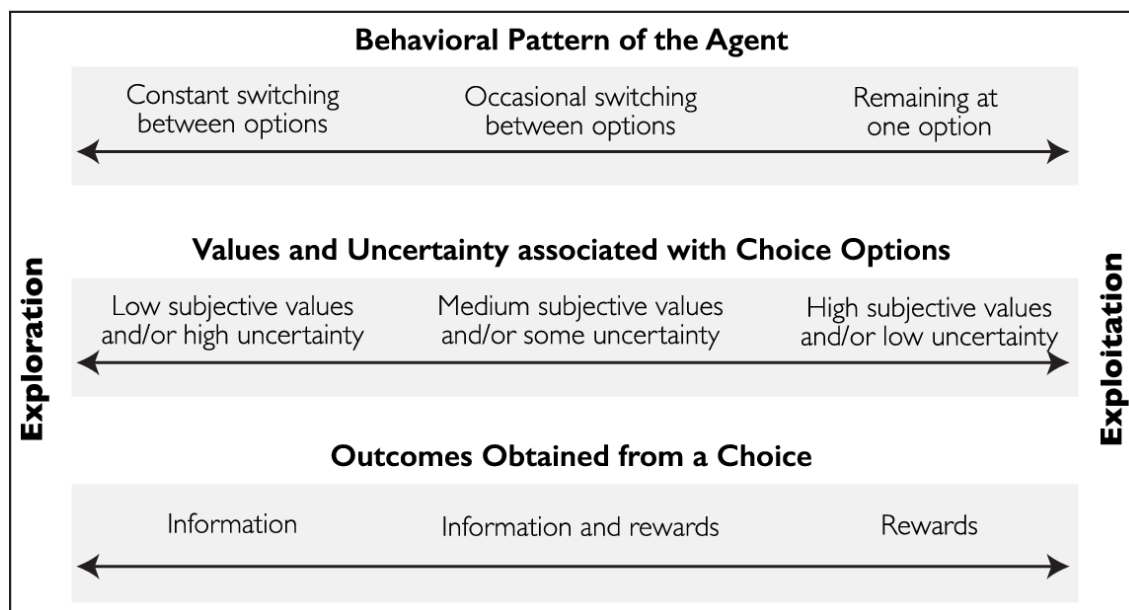 Behavioral Pattern of the Agent
Constant switching
between options
Occasional switching
between options
Remaining at
one option
Values and Uncertainty associated with Choice Options
Exploration
Low subjective values
and/or high uncertainty
Medium subjective values
and/or some uncertainty
High subjective values
and/or low uncertainty
Exploitation
Outcomes Obtained from a Choice
Information
Information and rewards
Rewards